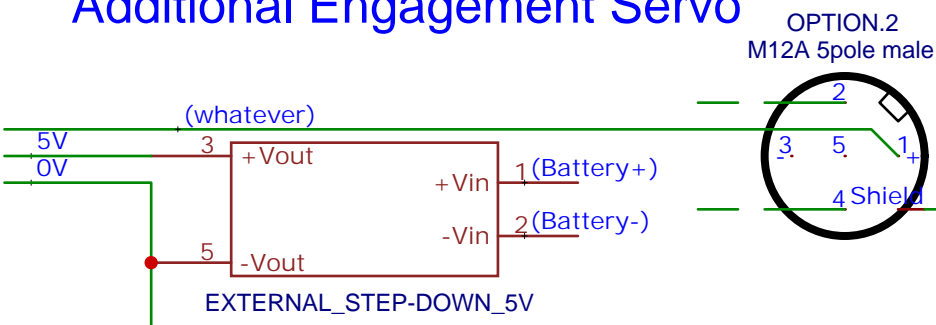 Additional Engagement Servo
OPTION.2
M12A 5pole male
(whatever)
5V
0V
3
+Vout
+Vin
1
(Battery+)
-Vin
2
(Battery-)
5
-Vout
EXTERNAL_STEP-DOWN_5V
2
3
-
5
1
+
4
Shield